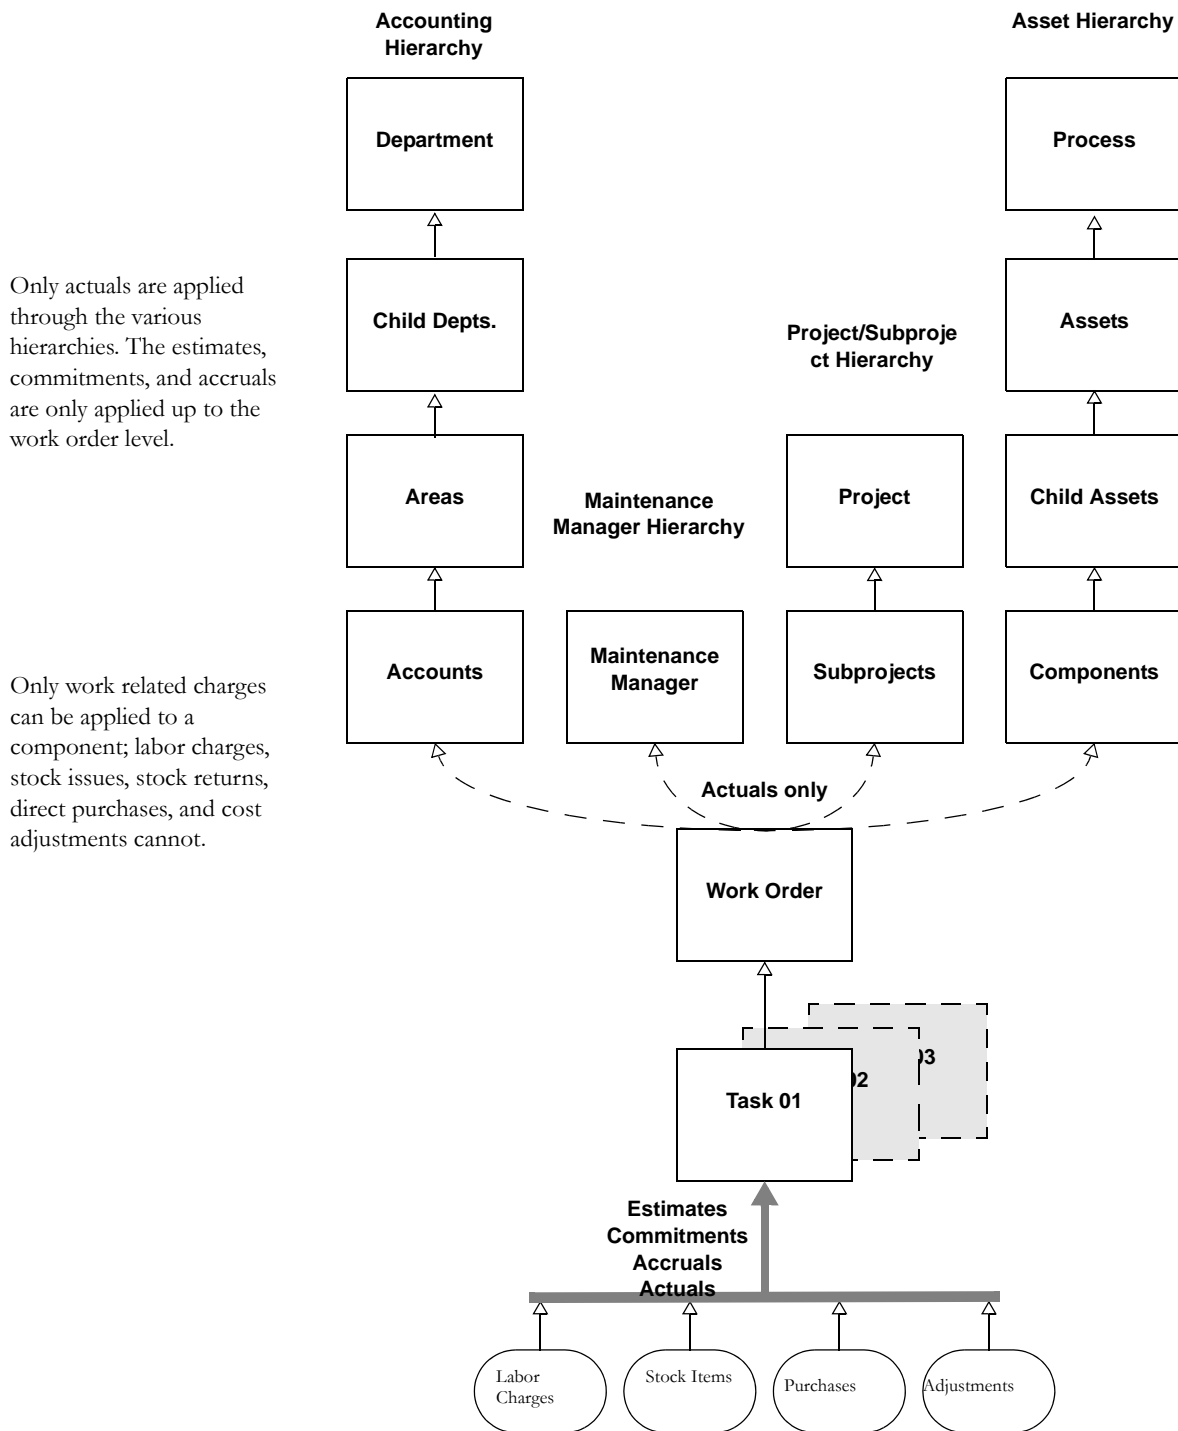 Accounting
Hierarchy
Asset Hierarchy
Department
Process
Only actuals are applied
through the various
hierarchies. The estimates,
commitments, and accruals
are only applied up to the
work order level.
Child Depts.
Project/Subproje
ct Hierarchy
Assets
Areas
Maintenance
Manager Hierarchy
Project
Child Assets
Only work related charges
can be applied to a
component; labor charges,
stock issues, stock returns,
direct purchases, and cost
adjustments cannot.
Accounts
Maintenance
Manager
Subprojects
Components
Actuals only
Work Order
03
02
Task 01
Estimates
Commitments
Accruals
Actuals
Labor
Charges
Stock Items
Purchases
Adjustments